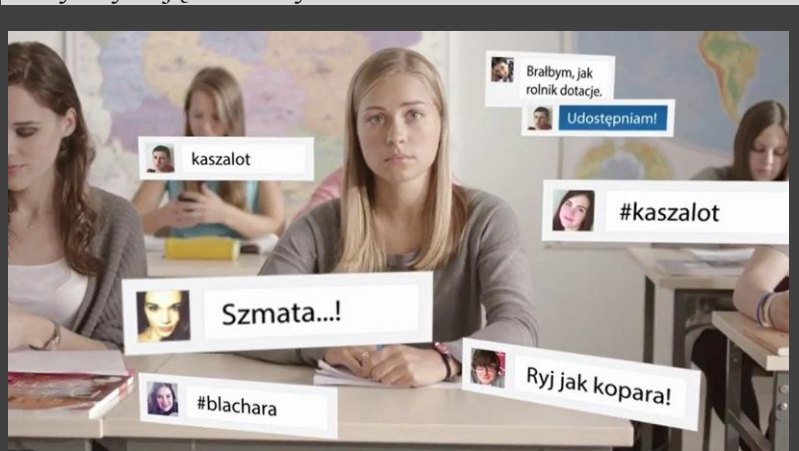 Brałbym, jak
rolnik dotacje.
Udostępniam!
kaszalot
#kaszalot
Szmata...!
Ryj jak kopara!
#blachara